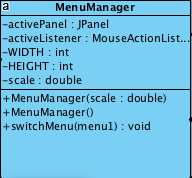 a
MenuManager
-activePanel : JPanel
-activeListener : MouseActionList...
-WIDTH : int
-HEIGHT : int
-scale : double
+MenuManager(scale : double)
+MenuManager()
+switchMenu(menu1) : void